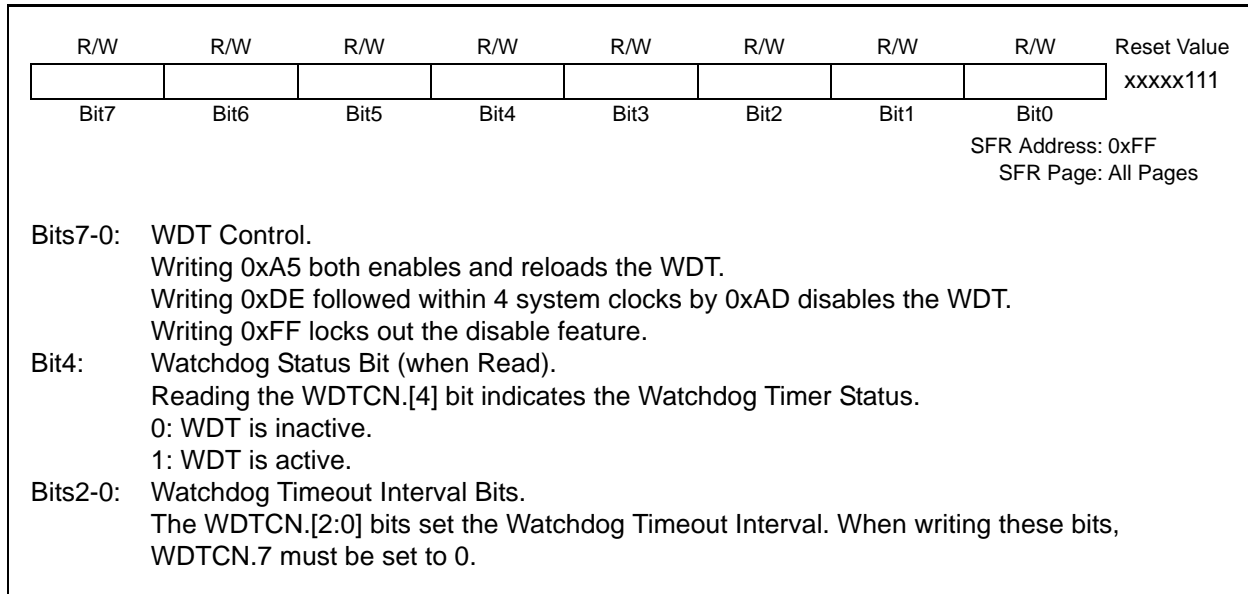 R/W R/W R/W R/W R/W R/W R/W R/W Reset Value
xxxxx111
Bit7 Bit6 Bit5 Bit4 Bit3 Bit2 Bit1 Bit0
SFR Address: 0xFF
SFR Page: All Pages
Bits7-0: WDT Control.
Writing 0xA5 both enables and reloads the WDT.
Writing 0xDE followed within 4 system clocks by 0xAD disables the WDT.
Writing 0xFF locks out the disable feature.
Bit4: Watchdog Status Bit (when Read).
Reading the WDTCN.[4] bit indicates the Watchdog Timer Status.
0: WDT is inactive.
1: WDT is active.
Bits2-0: Watchdog Timeout Interval Bits.
The WDTCN.[2:0] bits set the Watchdog Timeout Interval. When writing these bits,
WDTCN.7 must be set to 0.